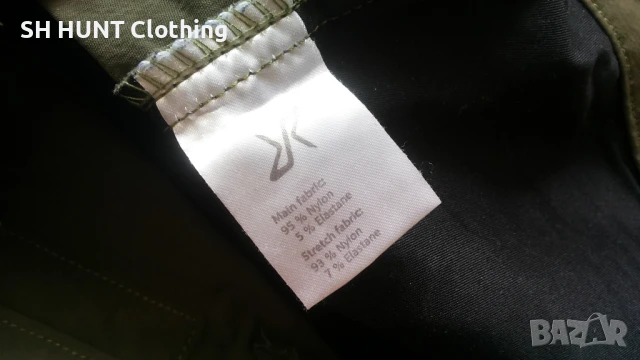 SH HUNT Clothing
Main fabric:
95 % Nylon
5 % Elastane
Stretch fabric:
93 % Nylon
7 % Elastane
BAZAR